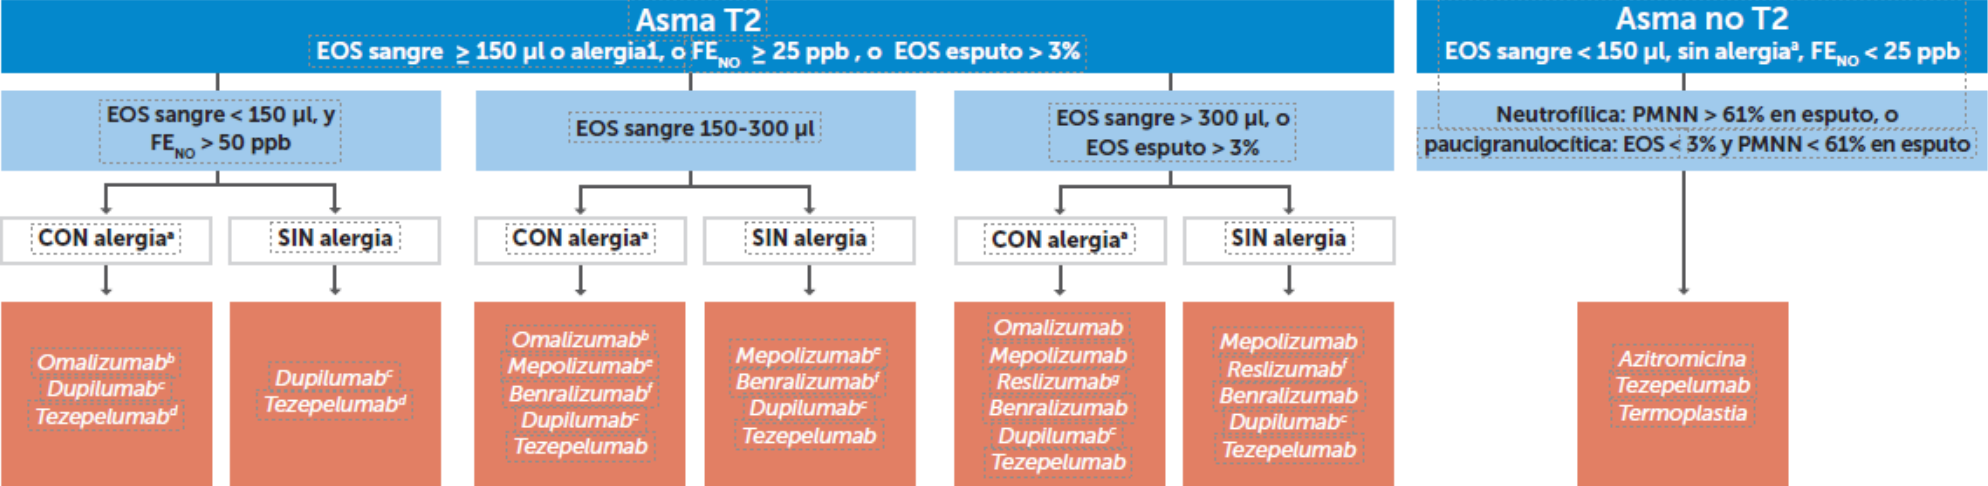 Asma T2
EOS sangre ≥ 150 µl o alergia1, o FENO ≥ 25 ppb , o EOS esputo > 3%
Asma no T2
EOS sangre < 150 µl, sin alergiaª, FENO < 25 ppb
EOS sangre < 150 µl, y
FENO > 50 ppb
EOS sangre 150-300 µl
EOS sangre > 300 µl, o
EOS esputo > 3%
Neutrofílica: PMNN > 61% en esputo, o
paucigranulocítica: EOS < 3% y PMNN < 61% en esputo
CON alergiaª
SIN alergia
CON alergiaª
SIN alergia
CON alergiaª
SIN alergia
Omalizumabᵇ
Dupilumabᶜ
Tezepelumabᵈ
Dupilumabᶜ
Tezepelumabᵈ
Omalizumabᵇ
Mepolizumabᵉ
Benralizumabᶠ
Dupilumabᶜ
Tezepelumab
Mepolizumabᵉ
Benralizumabᶠ
Dupilumabᶜ
Tezepelumab
Omalizumab
Mepolizumab
Reslizumabᵍ
Benralizumab
Dupilumabᶜ
Tezepelumab
Mepolizumab
Reslizumabᶠ
Benralizumab
Dupilumabᶜ
Tezepelumab
Azitromicina
Tezepelumab
Termoplastia